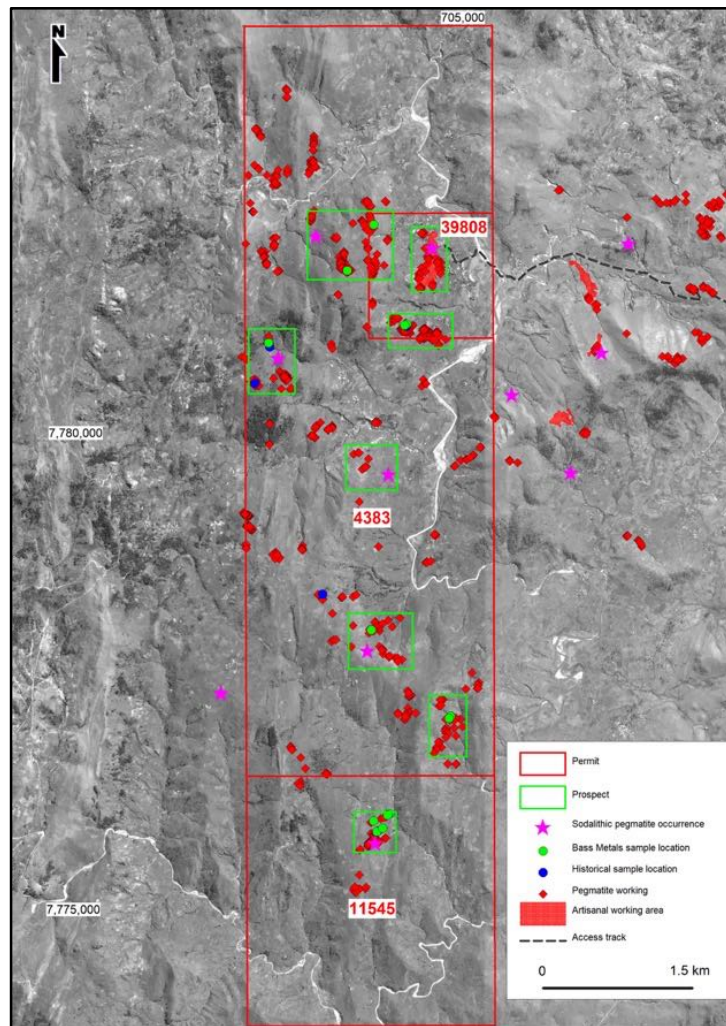 705,000
N
39808
7,780,000
4383
Permit
Prospect
Sodalithic pegmatite occurrence
Bass Metals sample location
Historical sample location
Pegmatite working
Artisanal working area
Access track
7,775,000
11545
0 1.5 km